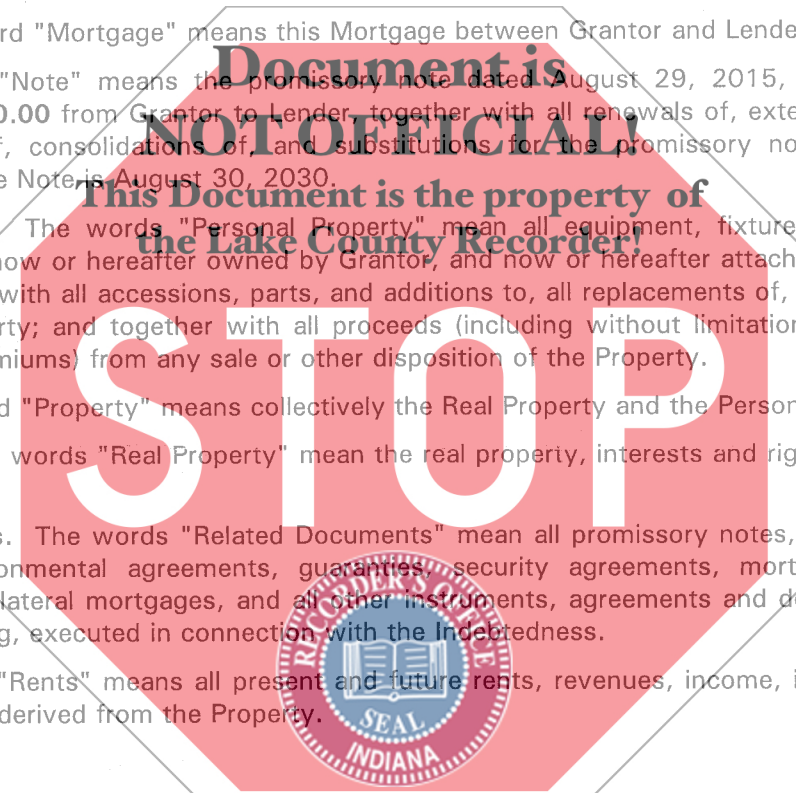 rd "Mortgage" means this Mortgage between Grantor and Lende
Document is
"Note" means the promissory note dated August 29, 2015,
0.00 from Grantor to Lender, together with all renewals of, exte
NOT OFFICIAL!
f, consolidations of, and substitutions for the promissory no
e Note is August 30, 2030.
This Document is the property of
The words "Personal Property" mean all equipment, fixture
the Lake County Recorder!
now or hereafter owned by Grantor, and now or hereafter attach
with all accessions, parts, and additions to, all replacements of,
rty; and together with all proceeds (including without limitation
miums) from any sale or other disposition of the Property.
STOP
d "Property" means collectively the Real Property and the Person
words "Real Property" mean the real property, interests and rig
s. The words "Related Documents" mean all promissory notes,
onmental agreements, guaranties, security agreements, mort
lateral mortgages, and all other instruments, agreements and do
g, executed in connection with the Indebtedness.
RECORDER'S OFFICE
"Rents" means all present and future rents, revenues, income, i
derived from the Property.
SEAL
INDIANA